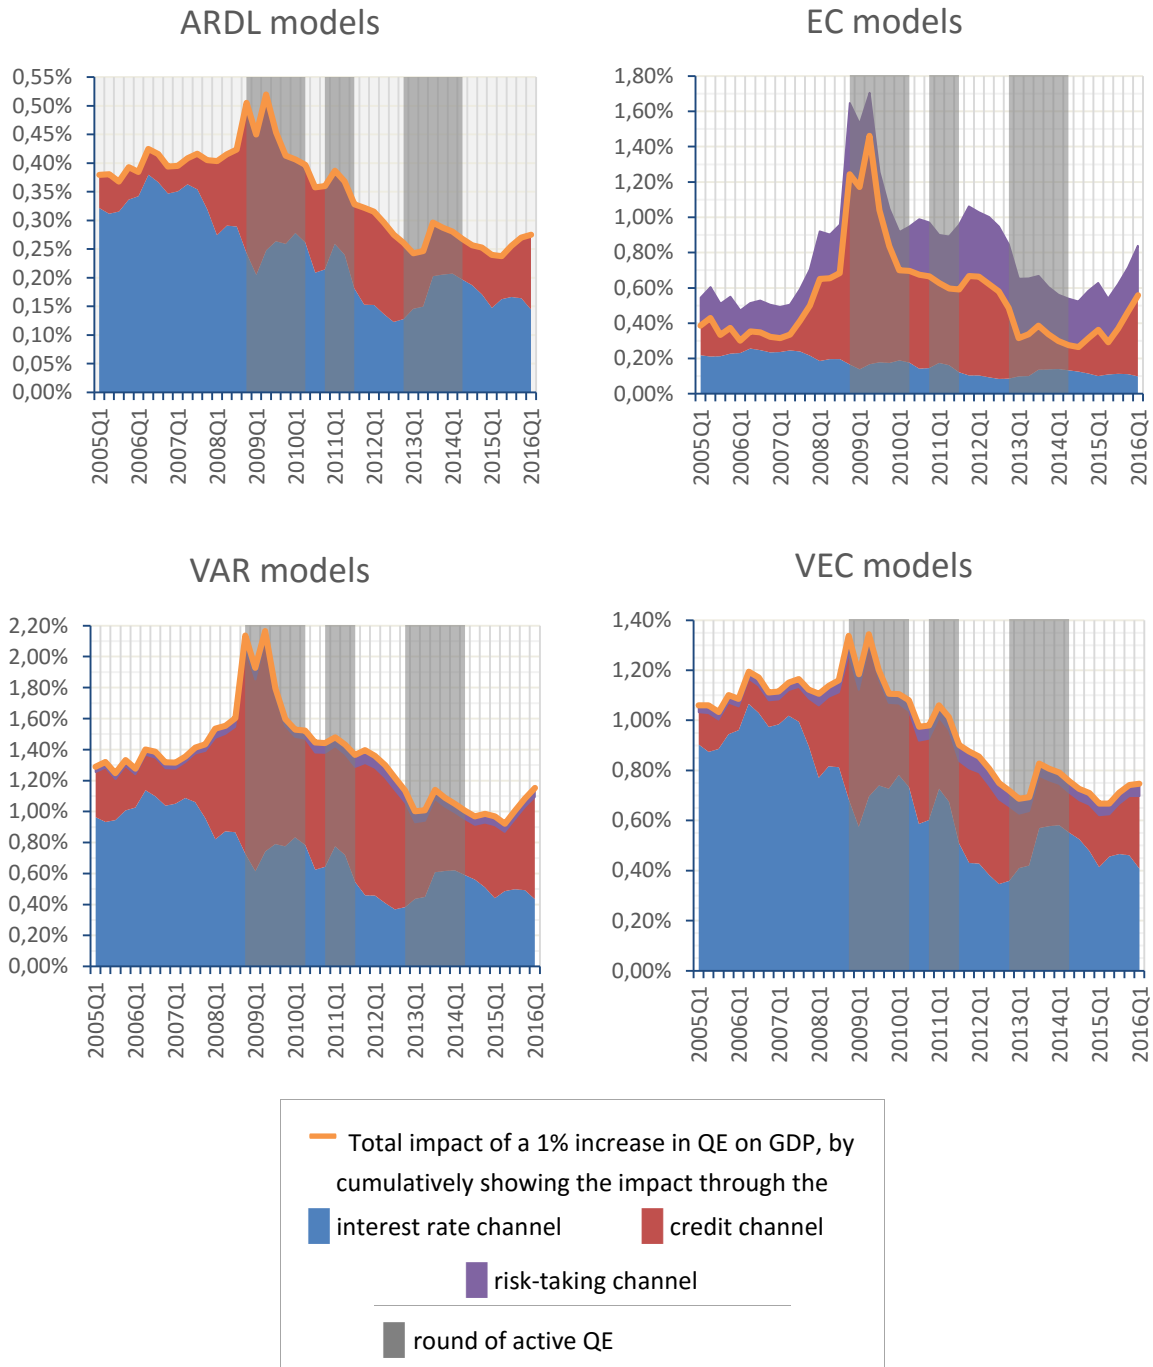 ARDL models
0,55%
0,50%
0,45%
0,40%
0,35%
0,30%
0,25%
0,20%
0,15%
0,10%
0,05%
0,00%
2005Q1
2006Q1
2007Q1
2008Q1
2009Q1
2010Q1
2011Q1
2012Q1
2013Q1
2014Q1
2015Q1
2016Q1
EC models
1,80%
1,60%
1,40%
1,20%
1,00%
0,80%
0,60%
0,40%
0,20%
0,00%
2005Q1
2006Q1
2007Q1
2008Q1
2009Q1
2010Q1
2011Q1
2012Q1
2013Q1
2014Q1
2015Q1
2016Q1
VAR models
2,20%
2,00%
1,80%
1,60%
1,40%
1,20%
1,00%
0,80%
0,60%
0,40%
0,20%
0,00%
2005Q1
2006Q1
2007Q1
2008Q1
2009Q1
2010Q1
2011Q1
2012Q1
2013Q1
2014Q1
2015Q1
2016Q1
VEC models
1,40%
1,20%
1,00%
0,80%
0,60%
0,40%
0,20%
0,00%
2005Q1
2006Q1
2007Q1
2008Q1
2009Q1
2010Q1
2011Q1
2012Q1
2013Q1
2014Q1
2015Q1
2016Q1
Total impact of a 1% increase in QE on GDP, by
cumulatively showing the impact through the
interest rate channel
credit channel
risk-taking channel
round of active QE